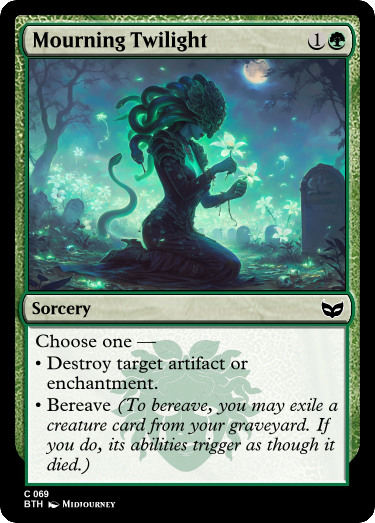 Mourning Twilight 1
Sorcery
Choose one —
• Destroy target artifact or
enchantment.
• Bereave (To bereave, you may exile a
creature card from your graveyard. If
you do, its abilities trigger as though it
died.)
C 069
BTH Midjourney